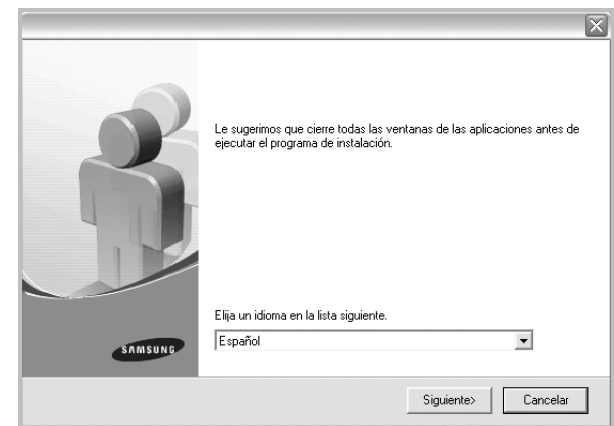 Le sugerimos que cierre todas las ventanas de las aplicaciones antes de
ejecutar el programa de instalación.
Elija un idioma en la lista siguiente.
Español
SAMSUNG
Siguiente>
Cancelar